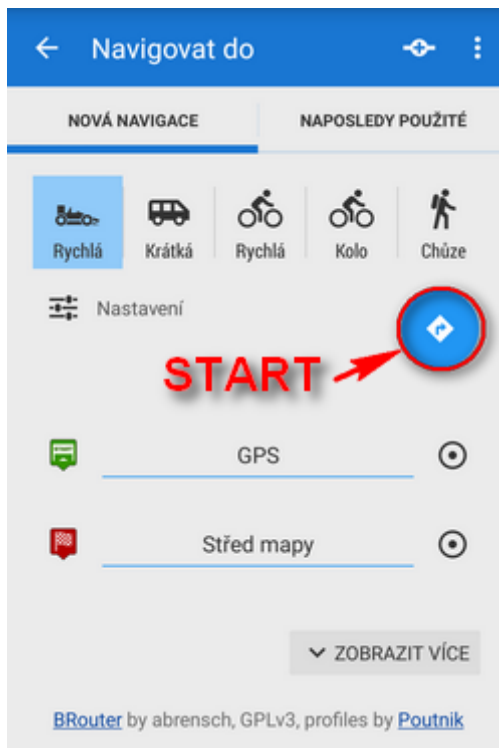 Navigovat do
NOVÁ NAVIGACE NAPOSLEDY POUŽITÉ
Rychlá Krátká Rychlá Kolo Chůze
Nastavení
START
GPS
Střed mapy
ZOBRAZIT VÍCE
BRouter by abrensch, GPLv3, profiles by Poutnik